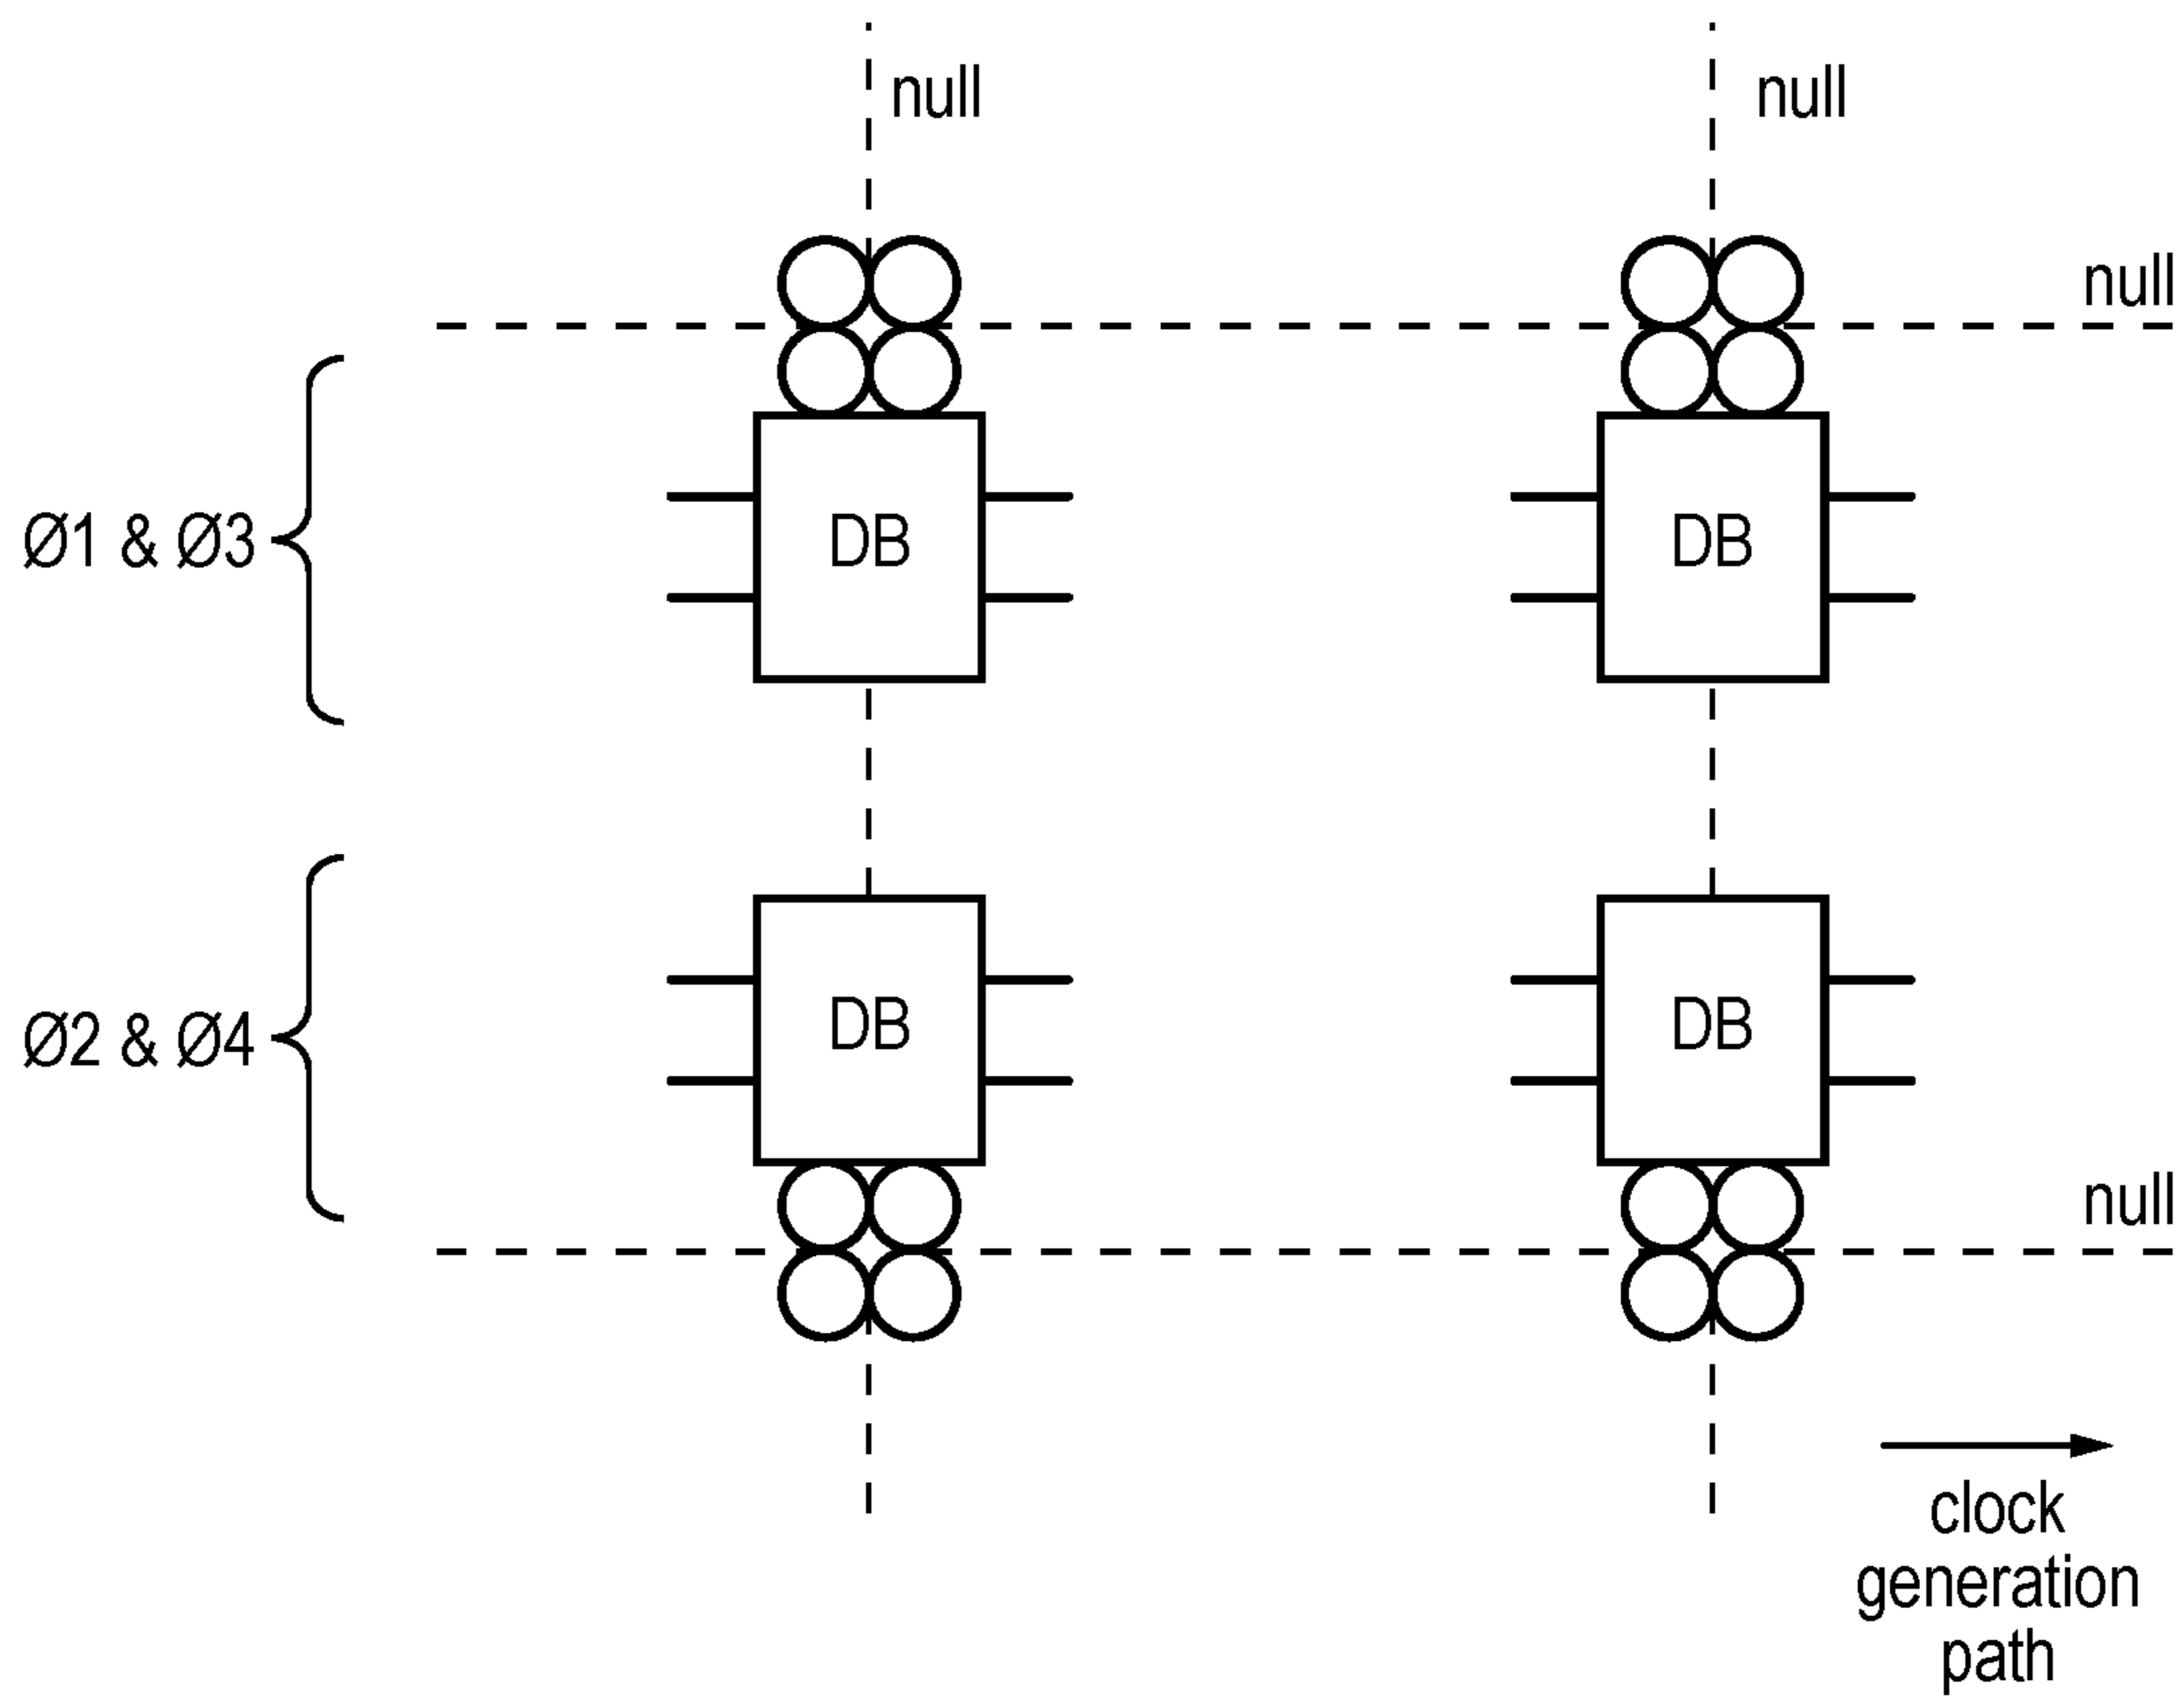 null
null
null
Ø1 & Ø3
DB
DB
Ø2 & Ø4
DB
DB
null
clock
generation
path